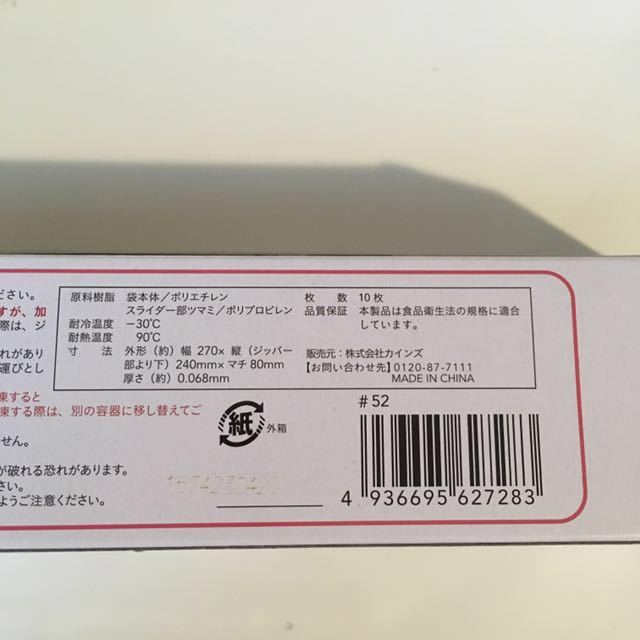 ださい。
すが、加
際は、ジ
れがあり
運びとし
凍すると
凍する際は、別の容器に移し替えてご
せん。
が破れる恐れがあります。
さい。
ようご注意ください。
原料樹脂 袋本体／ポリエチレン
スライダー部ツマミ／ポリプロピレン
耐冷温度 −30℃
耐熱温度 90℃
寸法 外形（約）幅 270× 縦（ジッパー
部より下）240mm× マチ 80mm
厚さ（約）0.068mm
枚数 10枚
品質保証 本製品は食品衛生法の規格に適合
しています。
販売元：株式会社カインズ
【お問い合わせ先】0120-87-7111
MADE IN CHINA
紙 外箱
#52
4 936695 627283